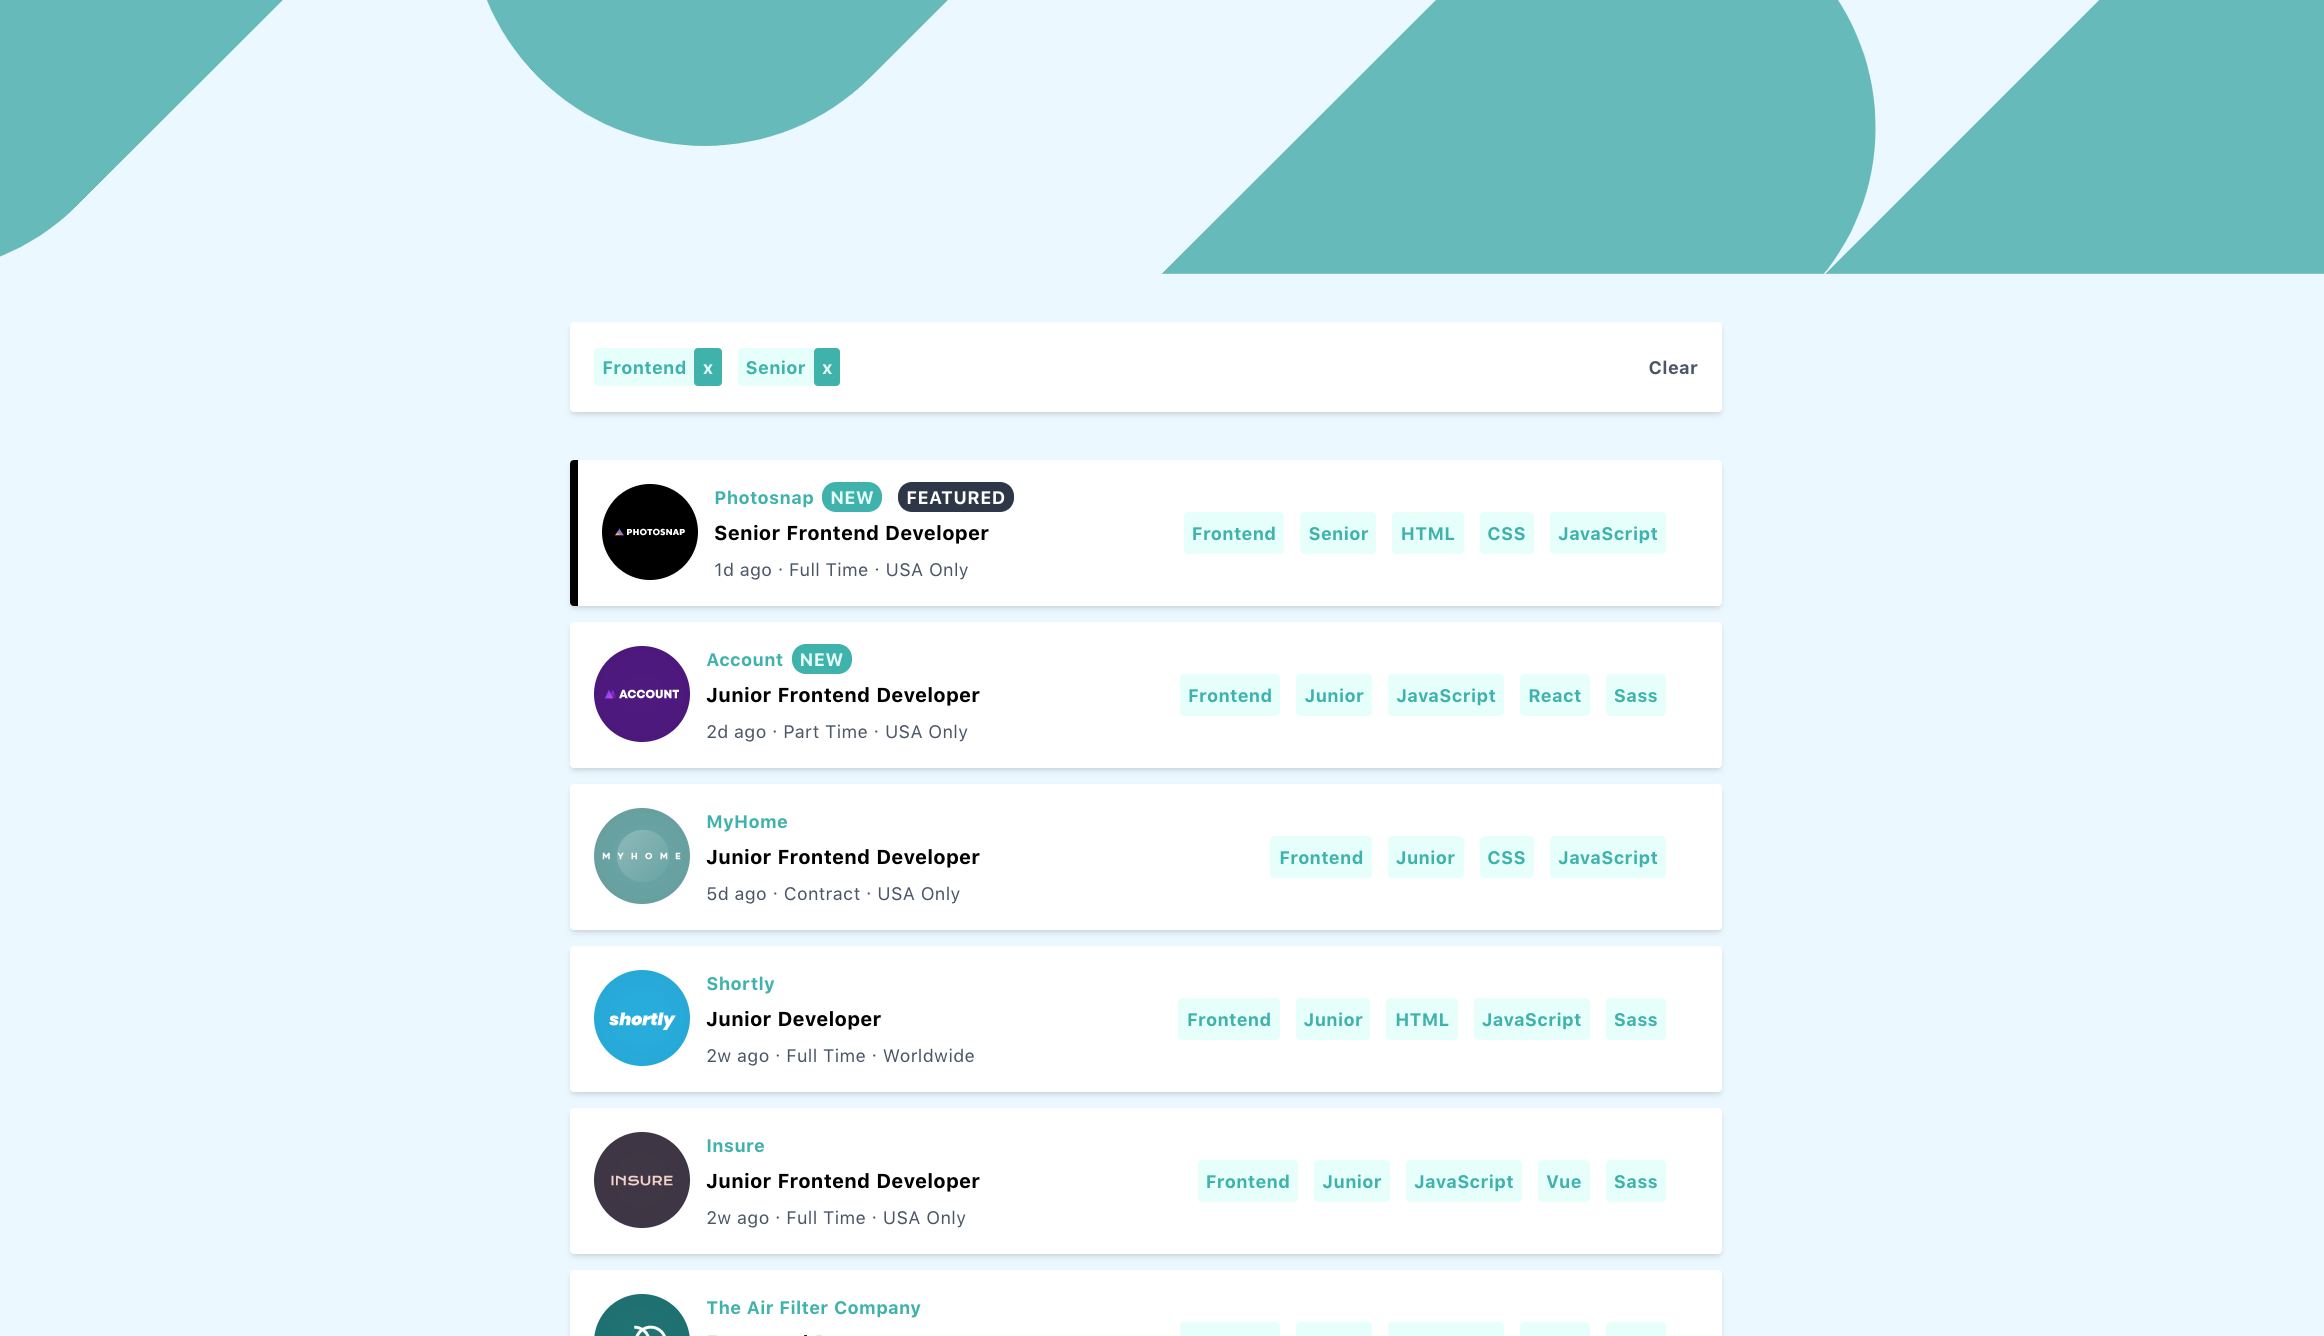 Frontend x Senior x Clear
Photosnap NEW FEATURED
PHOTOSNAP
Senior Frontend Developer
1d ago · Full Time · USA Only
Frontend Senior HTML CSS JavaScript
Account NEW
ACCOUNT
Junior Frontend Developer
2d ago · Part Time · USA Only
Frontend Junior JavaScript React Sass
MyHome
MYHOME
Junior Frontend Developer
5d ago · Contract · USA Only
Frontend Junior CSS JavaScript
Shortly
shortly
Junior Developer
2w ago · Full Time · Worldwide
Frontend Junior HTML JavaScript Sass
Insure
INSURE
Junior Frontend Developer
2w ago · Full Time · USA Only
Frontend Junior JavaScript Vue Sass
The Air Filter Company